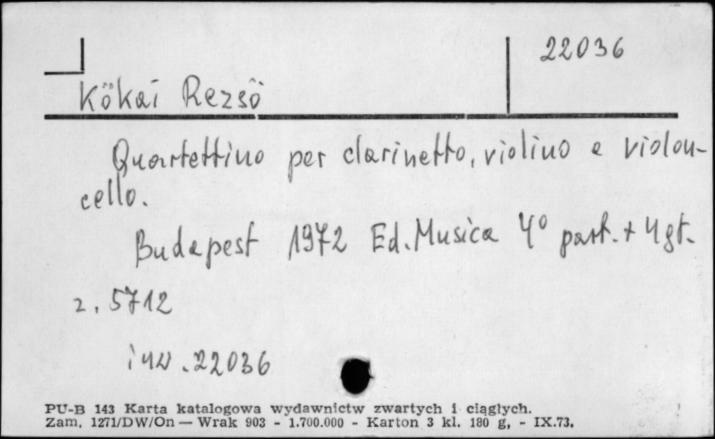 22036
Kőkai Rezső
Quartettino per clarinetto, violino e violon-
cello.
Budapest 1972 Ed. Musica 4° part. + 4 gt.
z. 5712
inw. 22036
PU-B 143 Karta katalogowa wydawnictw zwartych i ciągłych.
Zam. 1271/DW/On — Wrak 903 - 1.700.000 - Karton 3 kl. 180 g, - IX.73.